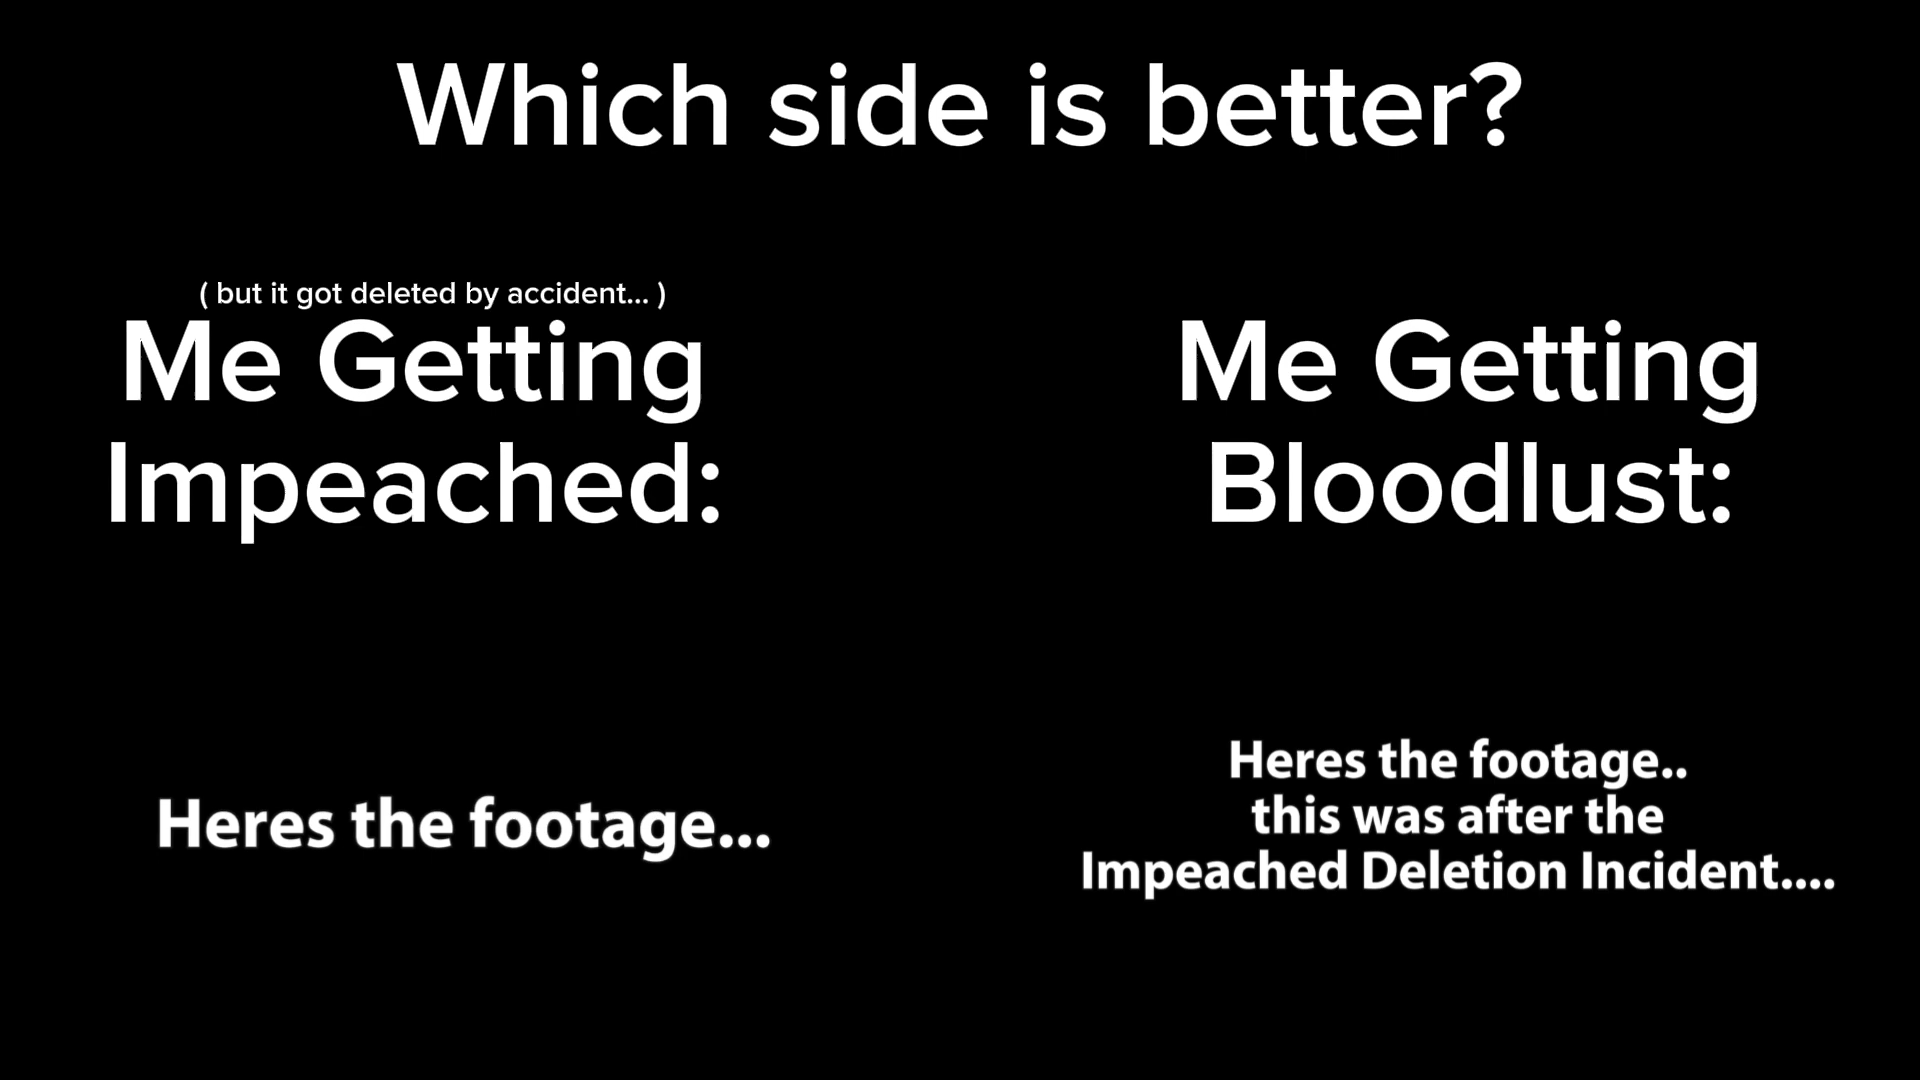 Which side is better?
( but it got deleted by accident... )
Me Getting
Impeached:
Heres the footage...
Me Getting
Bloodlust:
Heres the footage..
this was after the
Impeached Deletion Incident....